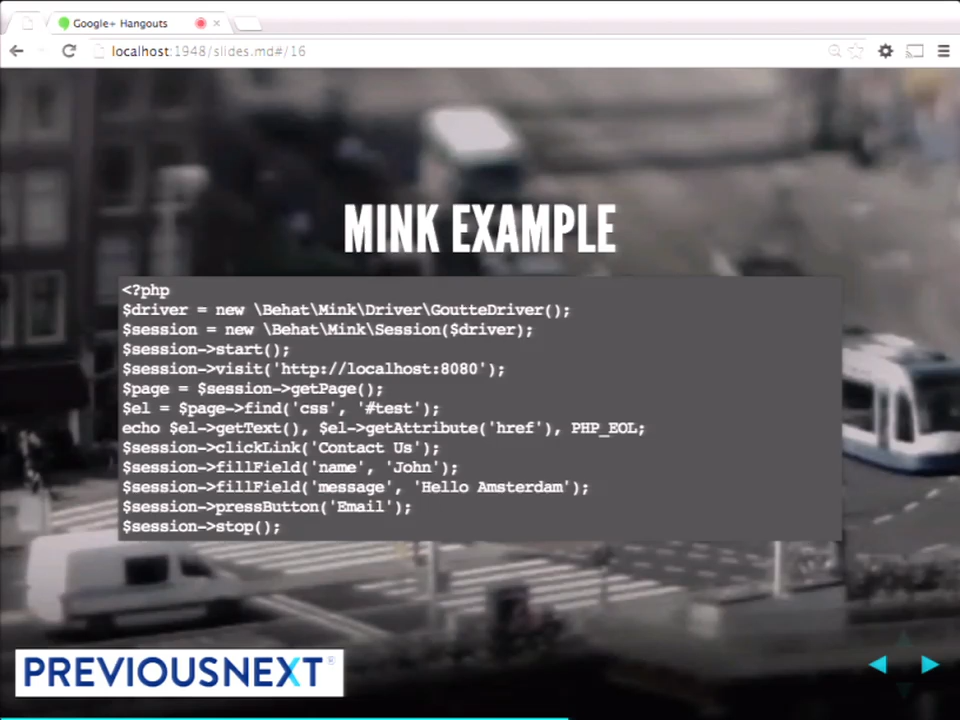 Google+ Hangouts
localhost:1948/slides.md#/16
MINK EXAMPLE
<?php
$driver = new \Behat\Mink\Driver\GoutteDriver();
$session = new \Behat\Mink\Session($driver);
$session->start();
$session->visit('http://localhost:8080');
$page = $session->getPage();
$el = $page->find('css', '#test');
echo $el->getText(), $el->getAttribute('href'), PHP_EOL;
$session->clickLink('Contact Us');
$session->fillField('name', 'John');
$session->fillField('message', 'Hello Amsterdam');
$session->pressButton('Email');
$session->stop();
PREVIOUSNEXT®